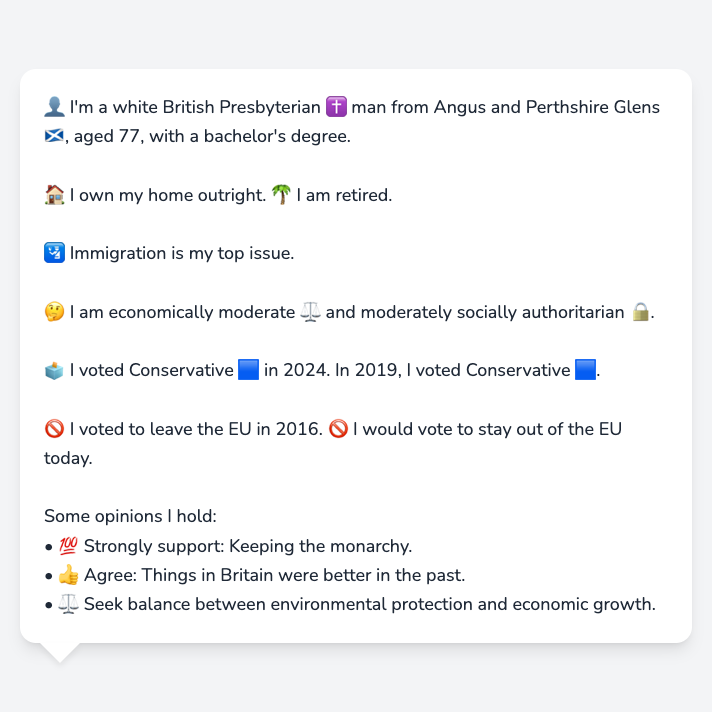 👤 I'm a white British Presbyterian ✝️ man from Angus and Perthshire Glens
🏴󠁧󠁢󠁳󠁣󠁴󠁿, aged 77, with a bachelor's degree.
🏠 I own my home outright. 🌴 I am retired.
🛂 Immigration is my top issue.
🤔 I am economically moderate ⚖️ and moderately socially authoritarian 🔒.
🗳️ I voted Conservative 🟦 in 2024. In 2019, I voted Conservative 🟦.
🚫 I voted to leave the EU in 2016. 🚫 I would vote to stay out of the EU
today.
Some opinions I hold:
• 💯 Strongly support: Keeping the monarchy.
• 👍 Agree: Things in Britain were better in the past.
• ⚖️ Seek balance between environmental protection and economic growth.